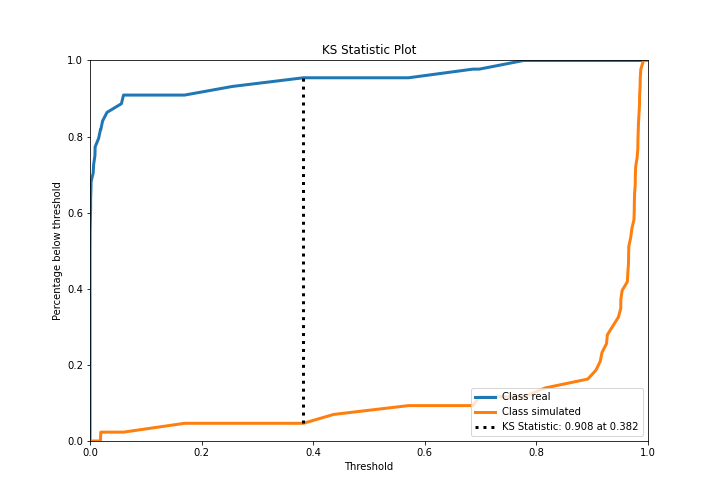 KS Statistic Plot
1.0
0.8
0.6
0.4
0.2
0.0
Percentage below threshold
0.0 0.2 0.4 0.6 0.8 1.0
Threshold
Class real
Class simulated
KS Statistic: 0.908 at 0.382